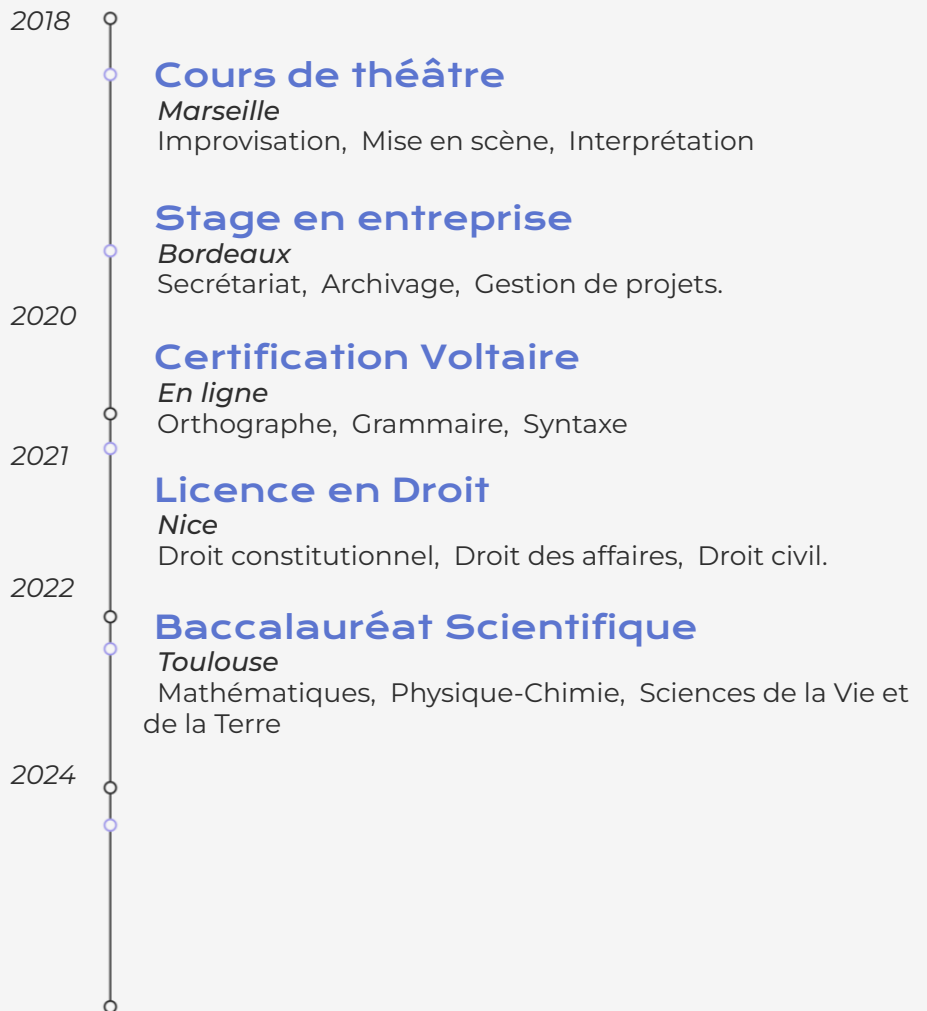 2018
Cours de théâtre
Marseille
Improvisation, Mise en scène, Interprétation
Stage en entreprise
Bordeaux
Secrétariat, Archivage, Gestion de projets.
2020
Certification Voltaire
En ligne
Orthographe, Grammaire, Syntaxe
2021
Licence en Droit
Nice
Droit constitutionnel, Droit des affaires, Droit civil.
2022
Baccalauréat Scientifique
Toulouse
Mathématiques, Physique-Chimie, Sciences de la Vie et
de la Terre
2024